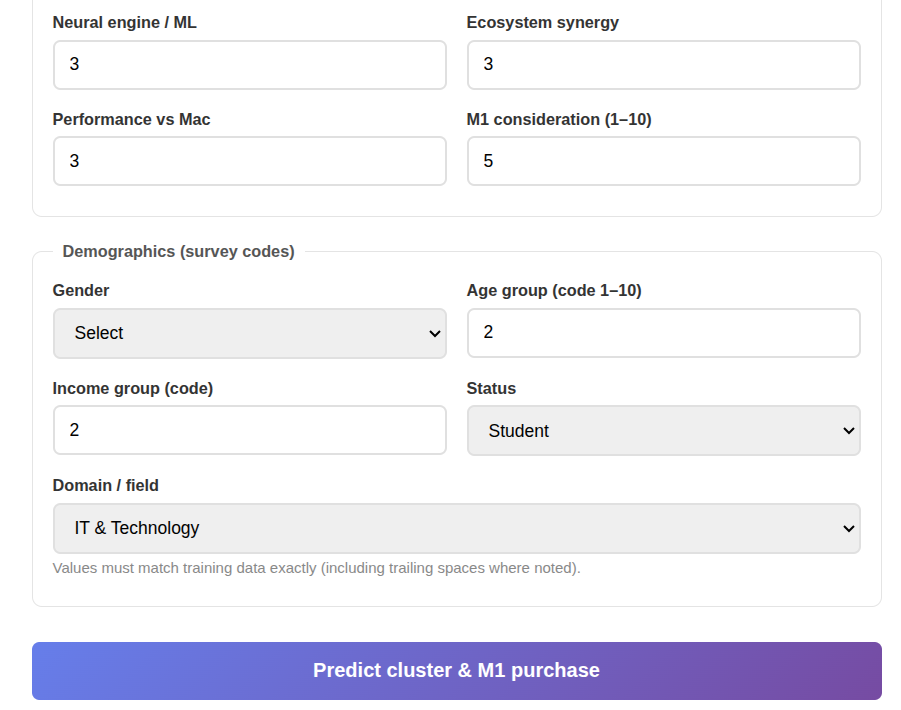 Neural engine / ML
Ecosystem synergy
3
3
Performance vs Mac
M1 consideration (1–10)
3
5
Demographics (survey codes)
Gender
Age group (code 1–10)
Select
2
Income group (code)
Status
2
Student
Domain / field
IT & Technology
Values must match training data exactly (including trailing spaces where noted).
Predict cluster & M1 purchase